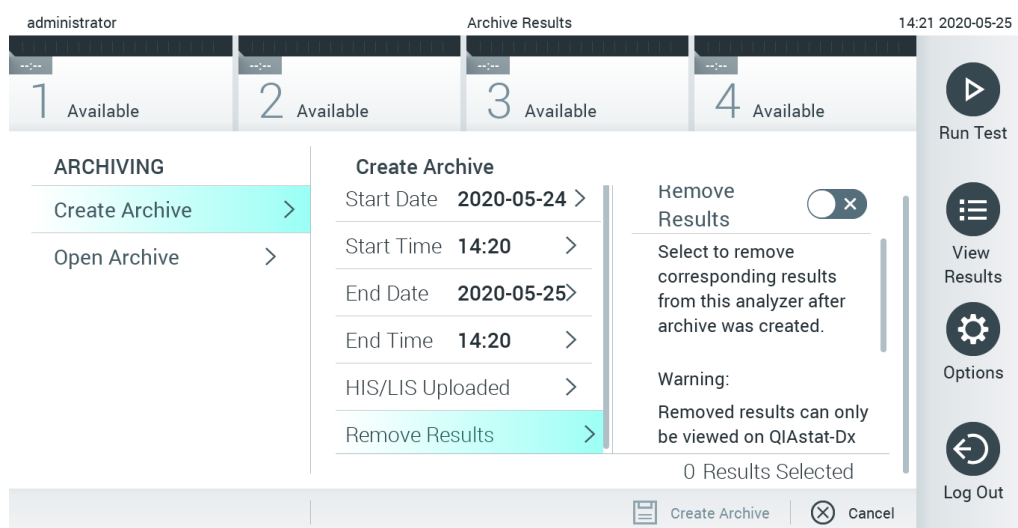 administrator Archive Results 14:21 2020-05-25
--:-- --:-- --:-- --:--
1 Available 2 Available 3 Available 4 Available
Run Test
ARCHIVING
Create Archive
Open Archive
Create Archive
Start Date 2020-05-24
Start Time 14:20
End Date 2020-05-25
End Time 14:20
HIS/LIS Uploaded
Remove Results
Remove
Results
Select to remove
corresponding results
from this analyzer after
archive was created.
Warning:
Removed results can only
be viewed on QIAstat-Dx
0 Results Selected
View
Results
Options
Log Out
Create Archive
Cancel